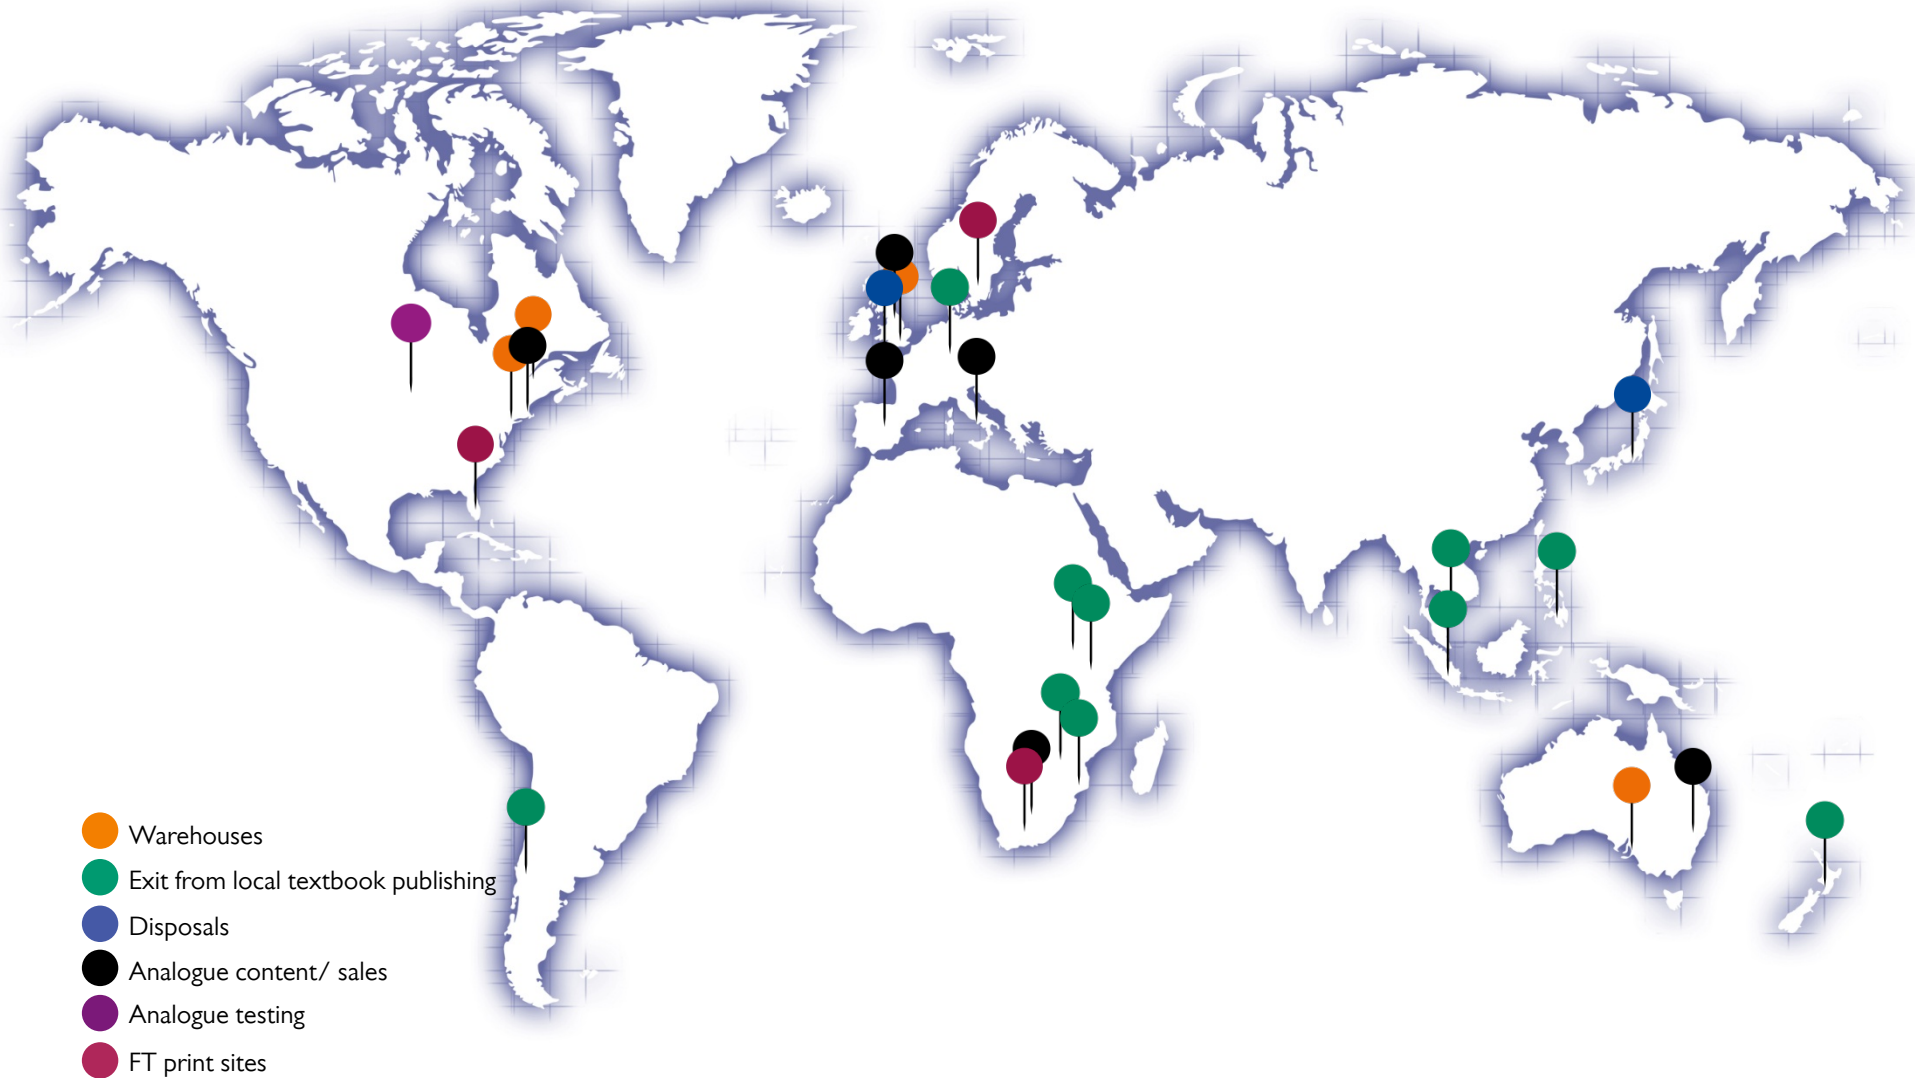 Warehouses
Exit from local textbook publishing
Disposals
Analogue content/ sales
Analogue testing
FT print sites